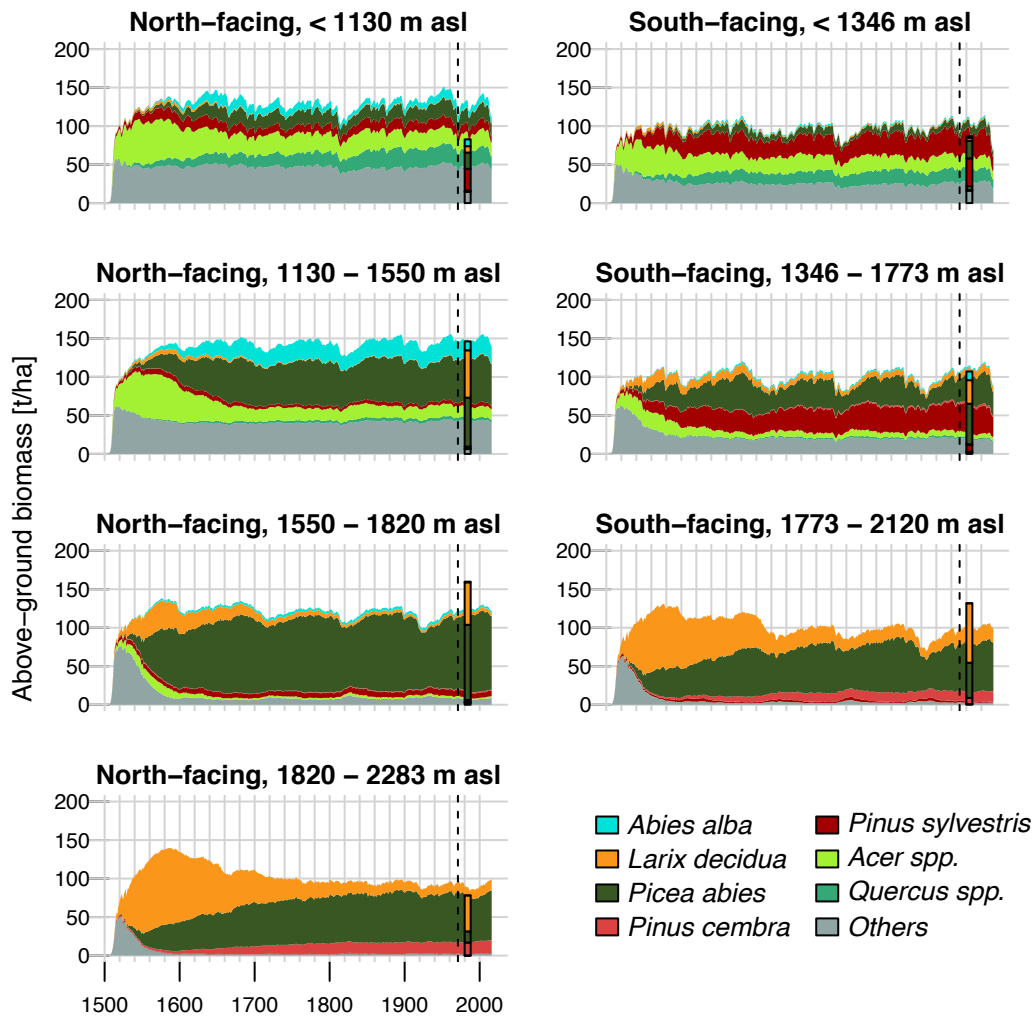 North−facing, < 1130 m asl
200
150
100
50
0
South−facing, < 1346 m asl
200
150
100
50
0
North−facing, 1130 − 1550 m asl
200
150
100
50
0
South−facing, 1346 − 1773 m asl
200
150
100
50
0
North−facing, 1550 − 1820 m asl
200
150
100
50
0
South−facing, 1773 − 2120 m asl
200
150
100
50
0
North−facing, 1820 − 2283 m asl
200
150
100
50
0
1500 1600 1700 1800 1900 2000
Above−ground biomass [t/ha]
Abies alba
Larix decidua
Picea abies
Pinus cembra
Pinus sylvestris
Acer spp.
Quercus spp.
Others